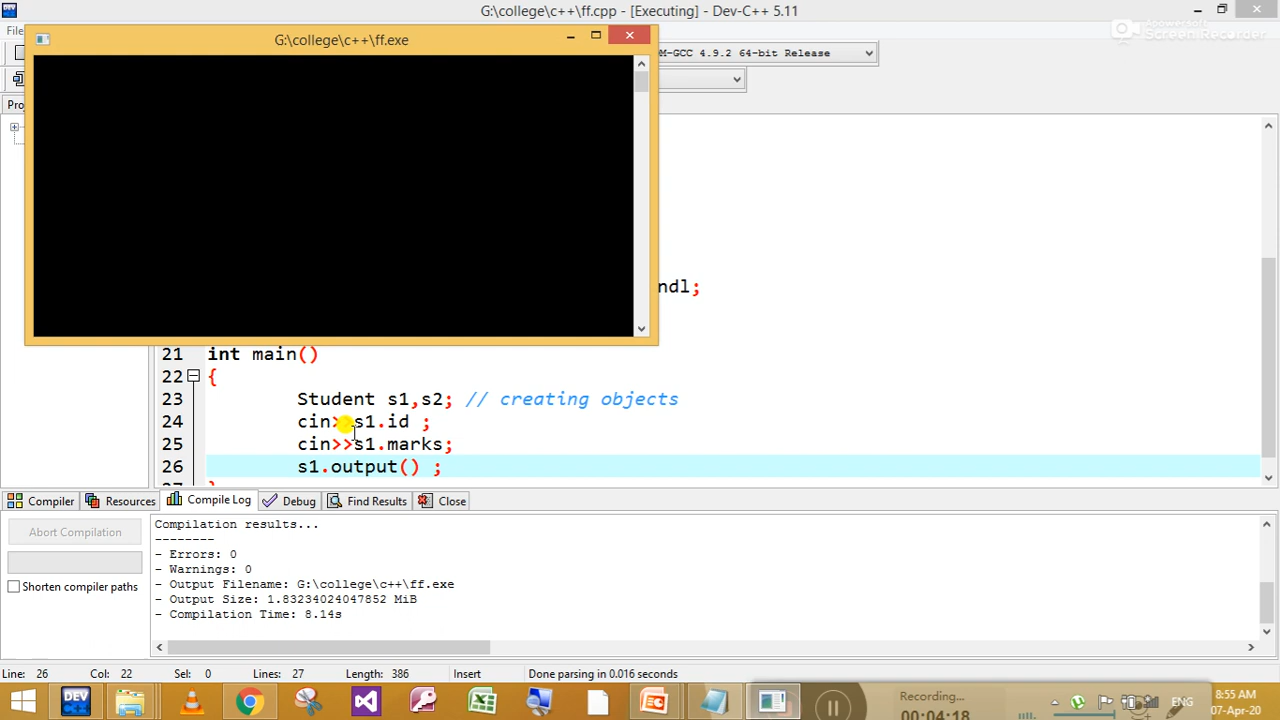 G:\college\c++\ff.cpp - [Executing] - Dev-C++ 5.11
G:\college\c++\ff.exe
M-GCC 4.9.2 64-bit Release
Screen Recorder
ndl;
21 int main()
22 {
23 Student s1,s2; // creating objects
24 cin>>s1.id ;
25 cin>>s1.marks;
26 s1.output() ;
Compiler Resources Compile Log Debug Find Results Close
Abort Compilation
Shorten compiler paths
Compilation results...
--------
- Errors: 0
- Warnings: 0
- Output Filename: G:\college\c++\ff.exe
- Output Size: 1.83234024047852 MiB
- Compilation Time: 8.14s
Line: 26 Col: 22 Sel: 0 Lines: 27 Length: 386 Insert Done parsing in 0.016 seconds
DEV C++
Recording...
00:04:18
ENG
8:55 AM
07-Apr-20